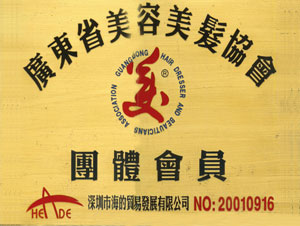 廣東省美容美髮協會
GUANGDONG HAIR DRESSER AND BEAUTICIANS ASSOCIATION
美
®
團體會員
HEADE
深圳市海的貿易發展有限公司 NO: 20010916